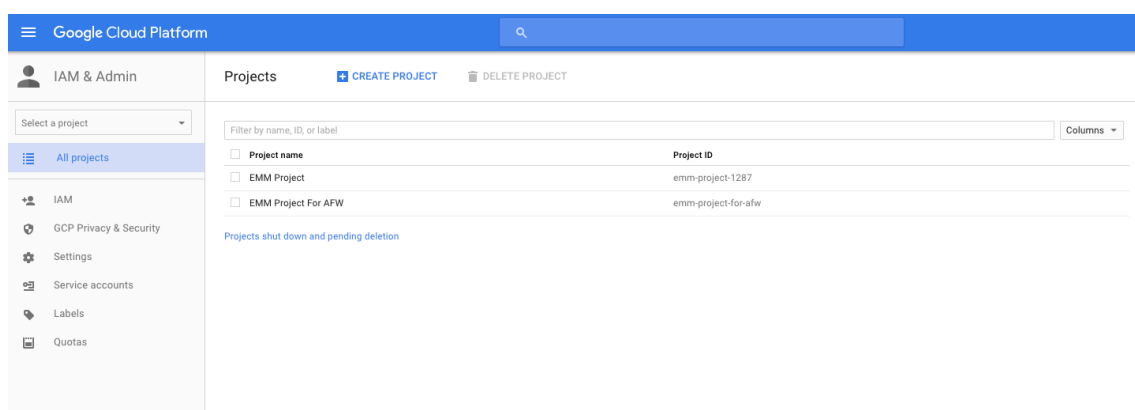 Google Cloud Platform
IAM & Admin
Projects
CREATE PROJECT
DELETE PROJECT
Select a project
All projects
IAM
GCP Privacy & Security
Settings
Service accounts
Labels
Quotas
Filter by name, ID, or label
Columns
Project name Project ID
EMM Project emm-project-1287
EMM Project For AFW emm-project-for-afw
Projects shut down and pending deletion